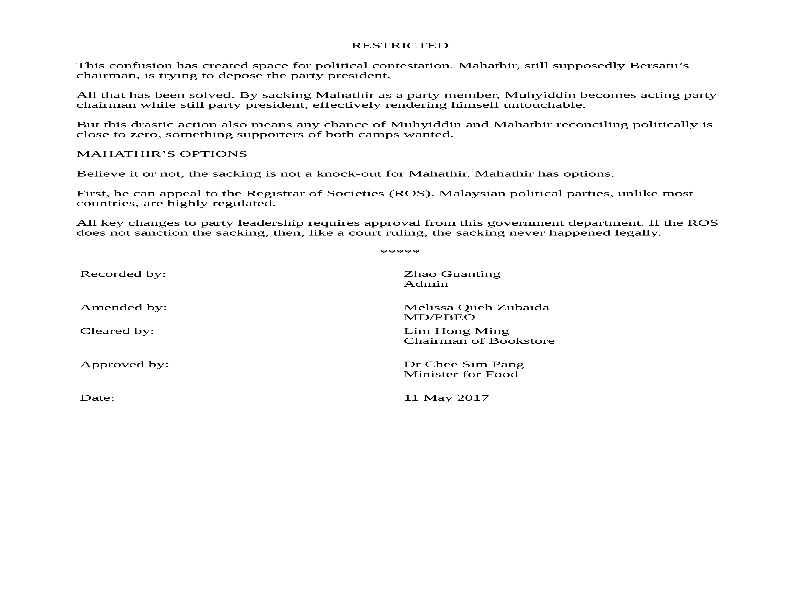 RESTRICTED
This confusion has created space for political contestation. Mahathir, still supposedly Bersatu's
chairman, is trying to depose the party president.
All that has been solved. By sacking Mahathir as a party member, Muhyiddin becomes acting party
chairman while still party president, effectively rendering himself untouchable.
But this drastic action also means any chance of Muhyiddin and Mahathir reconciling politically is
close to zero, something supporters of both camps wanted.
MAHATHIR'S OPTIONS
Believe it or not, the sacking is not a knock-out for Mahathir. Mahathir has options.
First, he can appeal to the Registrar of Societies (ROS). Malaysian political parties, unlike most
countries, are highly regulated.
All key changes to party leadership requires approval from this government department. If the ROS
does not sanction the sacking, then, like a court ruling, the sacking never happened legally.
*****
Recorded by: Zhao Guanting
Admin
Amended by: Melissa Queh Zubaida
MD/PBEO
Cleared by: Lim Hong Ming
Chairman of Bookstore
Approved by: Dr Chee Sim Pang
Minister for Food
Date: 11 May 2017